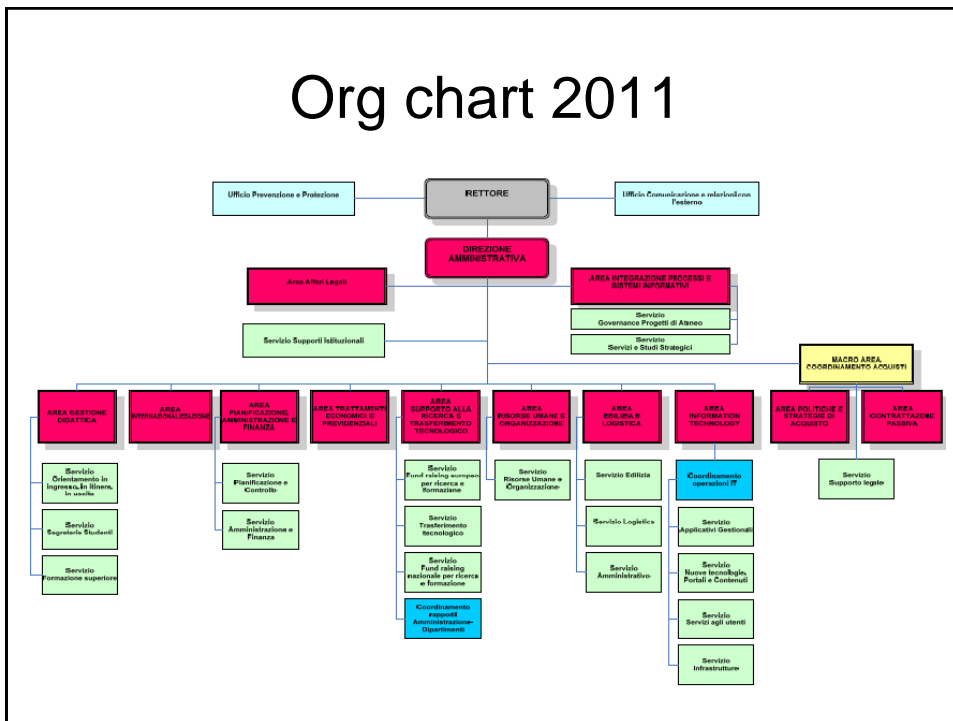 Org chart 2011
Ufficio Prevenzione e Protezione
RETTORE
Ufficio Comunicazione e relazioni con
l'esterno
DIREZIONE
AMMINISTRATIVA
Area Affari Legali
AREA INTEGRAZIONE PROCESSI E
SISTEMI INFORMATIVI
Servizio
Governance Progetti di Ateneo
Servizio Supporti Istituzionali
Servizio
Servizi e Studi Strategici
MACRO AREA
COORDINAMENTO ACQUISTI
AREA GESTIONE
DIDATTICA
AREA
INTERNAZIONALIZZAZIONE
AREA
PIANIFICAZIONE,
AMMINISTRAZIONE E
FINANZA
AREA TRATTAMENTI
ECONOMICI E
PREVIDENZIALI
AREA
SUPPORTO ALLA
RICERCA E
TRASFERIMENTO
TECNOLOGICO
AREA
RISORSE UMANE E
ORGANIZZAZIONE
AREA
EDILIZIA E
LOGISTICA
AREA
INFORMATION
TECHNOLOGY
AREA POLITICHE E
STRATEGIE DI
ACQUISTO
AREA
CONTRATTAZIONE
PASSIVA
Servizio
Orientamento in
ingresso, in itinere,
in uscita
Servizio
Segreterie Studenti
Servizio
Formazione superiore
Servizio
Pianificazione e
Controllo
Servizio
Amministrazione e
Finanza
Servizio
Fund raising europeo
per ricerca e
formazione
Servizio
Trasferimento
tecnologico
Servizio
Fund raising
nazionale per ricerca
e formazione
Coordinamento
rapporti
Amministrazione-
Dipartimenti
Servizio
Risorse Umane e
Organizzazione
Servizio Edilizia
Servizio Logistica
Servizio
Amministrativo
Coordinamento
operazioni IT
Servizio
Applicativi Gestionali
Servizio
Nuove tecnologie,
Portali e Contenuti
Servizio
Servizi agli utenti
Servizio
Infrastrutture
Servizio
Supporto legale